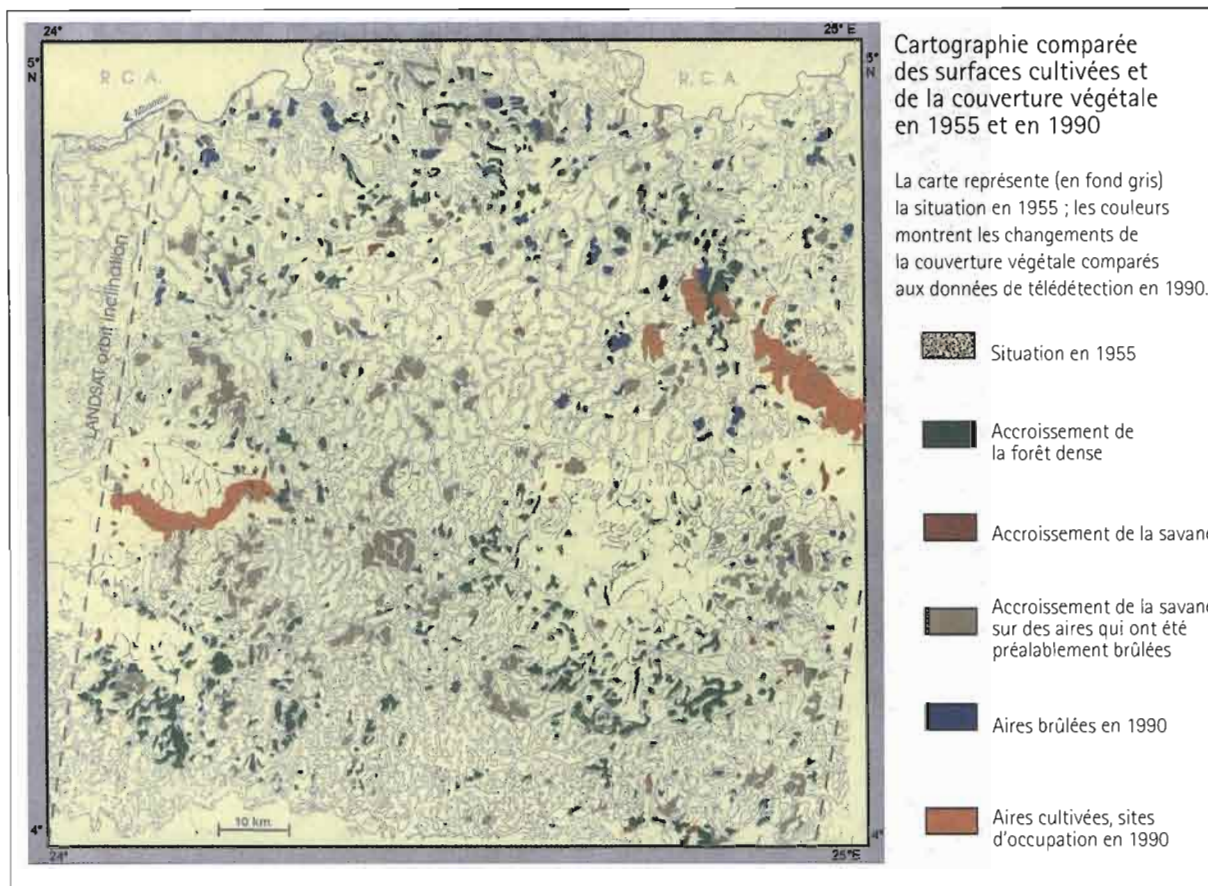 24°
25° E
5°
N
5°
N
R.C.A.
R.C.A.
LANDSAT orbit inclination
10 km
4°
4°
24°
25°E
Cartographie comparée
des surfaces cultivées et
de la couverture végétale
en 1955 et en 1990
La carte représente (en fond gris)
la situation en 1955 ; les couleurs
montrent les changements de
la couverture végétale comparés
aux données de télédétection en 1990.
Situation en 1955
Accroissement de
la forêt dense
Accroissement de la savane
Accroissement de la savane
sur des aires qui ont été
préalablement brûlées
Aires brûlées en 1990
Aires cultivées, sites
d'occupation en 1990